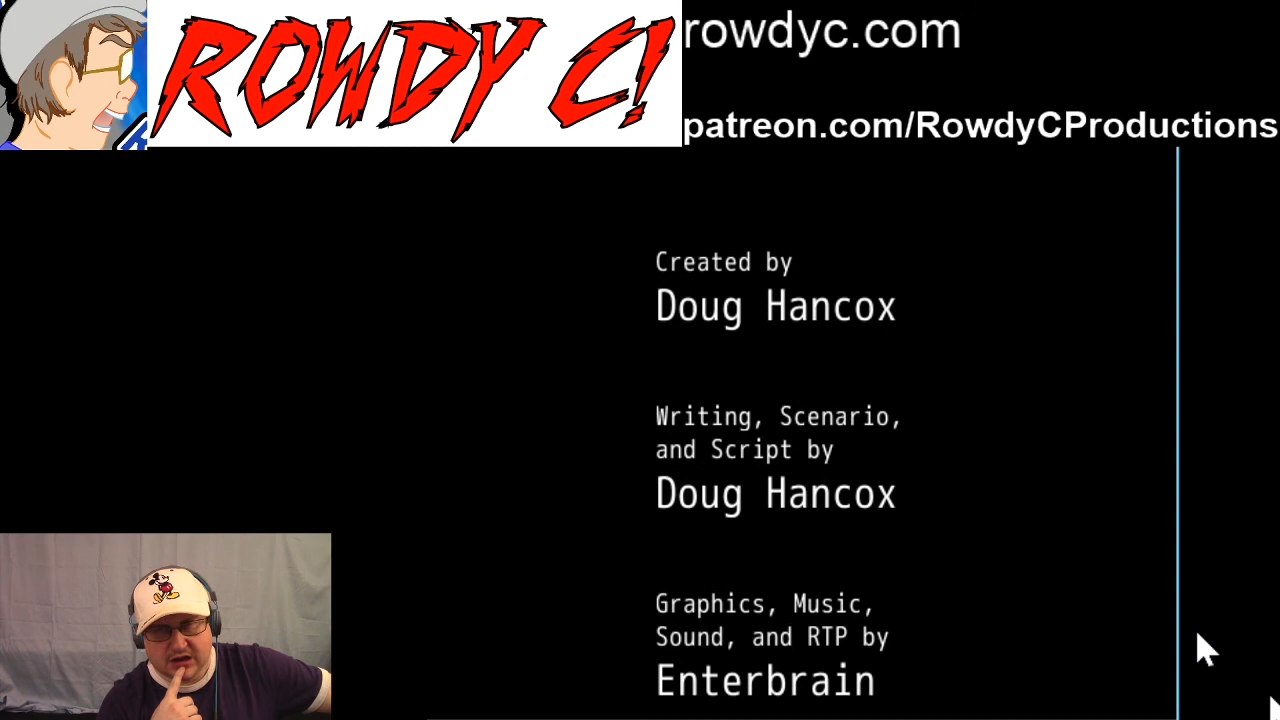 ROWDY C!
rowdyc.com
patreon.com/RowdyCProductions
Created by
Doug Hancox
Writing, Scenario,
and Script by
Doug Hancox
Graphics, Music,
Sound, and RTP by
Enterbrain